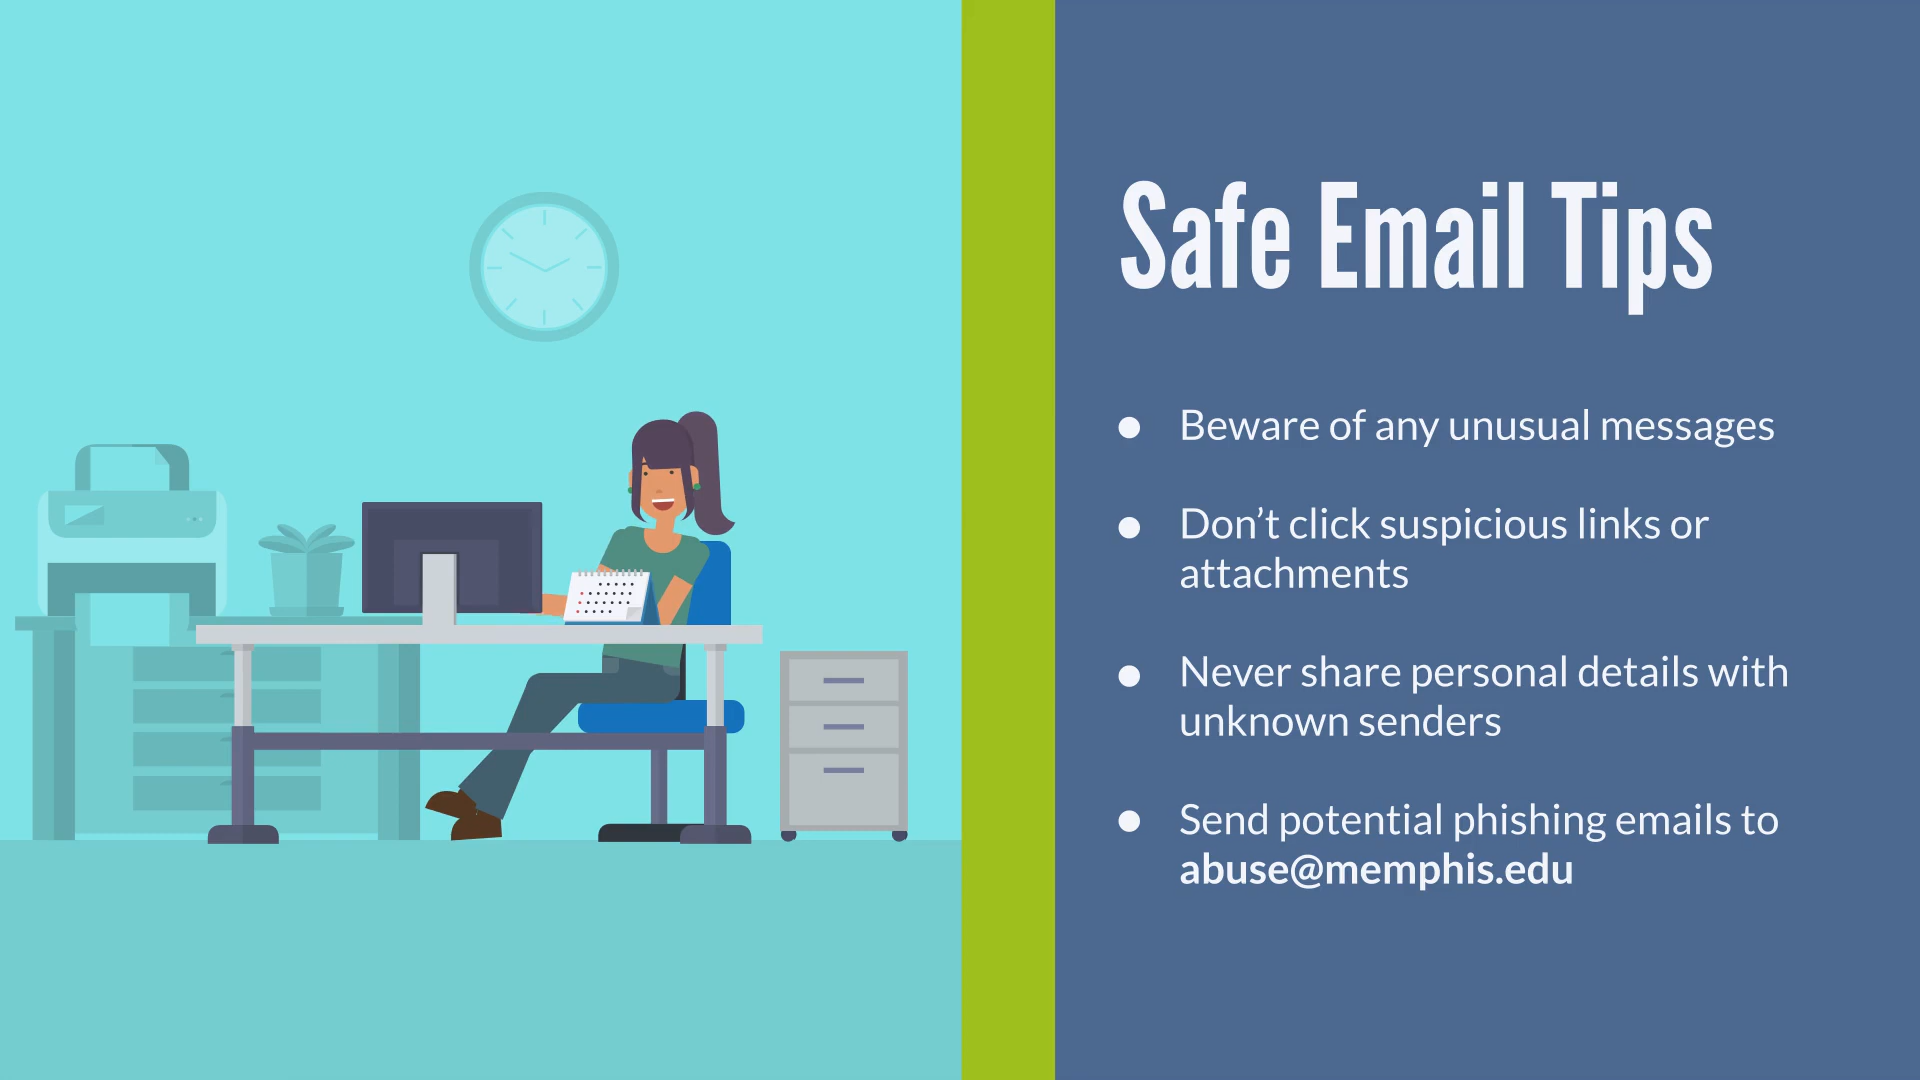 Safe Email Tips
● Beware of any unusual messages
● Don’t click suspicious links or
attachments
● Never share personal details with
unknown senders
● Send potential phishing emails to
abuse@memphis.edu